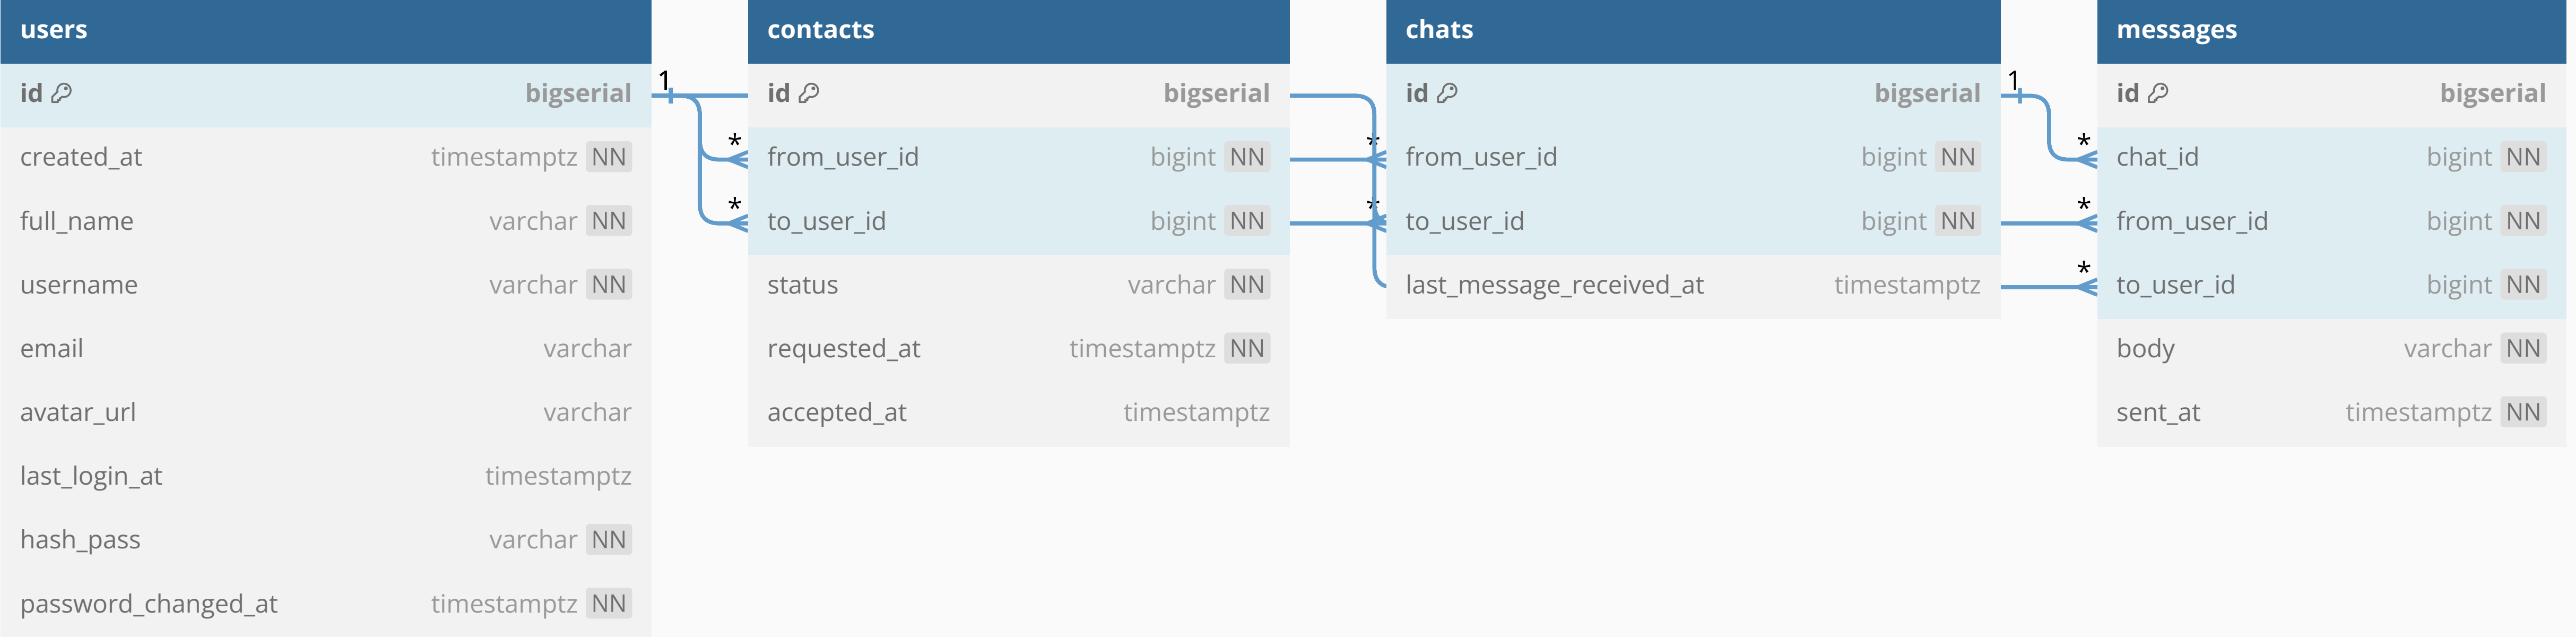 users
id bigserial
created_at timestamptz NN
full_name varchar NN
username varchar NN
email varchar
avatar_url varchar
last_login_at timestamptz
hash_pass varchar NN
password_changed_at timestamptz NN
1
*
*
contacts
id bigserial
from_user_id bigint NN
to_user_id bigint NN
status varchar NN
requested_at timestamptz NN
accepted_at timestamptz
*
*
chats
id bigserial
from_user_id bigint NN
to_user_id bigint NN
last_message_received_at timestamptz
1
*
*
*
messages
id bigserial
chat_id bigint NN
from_user_id bigint NN
to_user_id bigint NN
body varchar NN
sent_at timestamptz NN